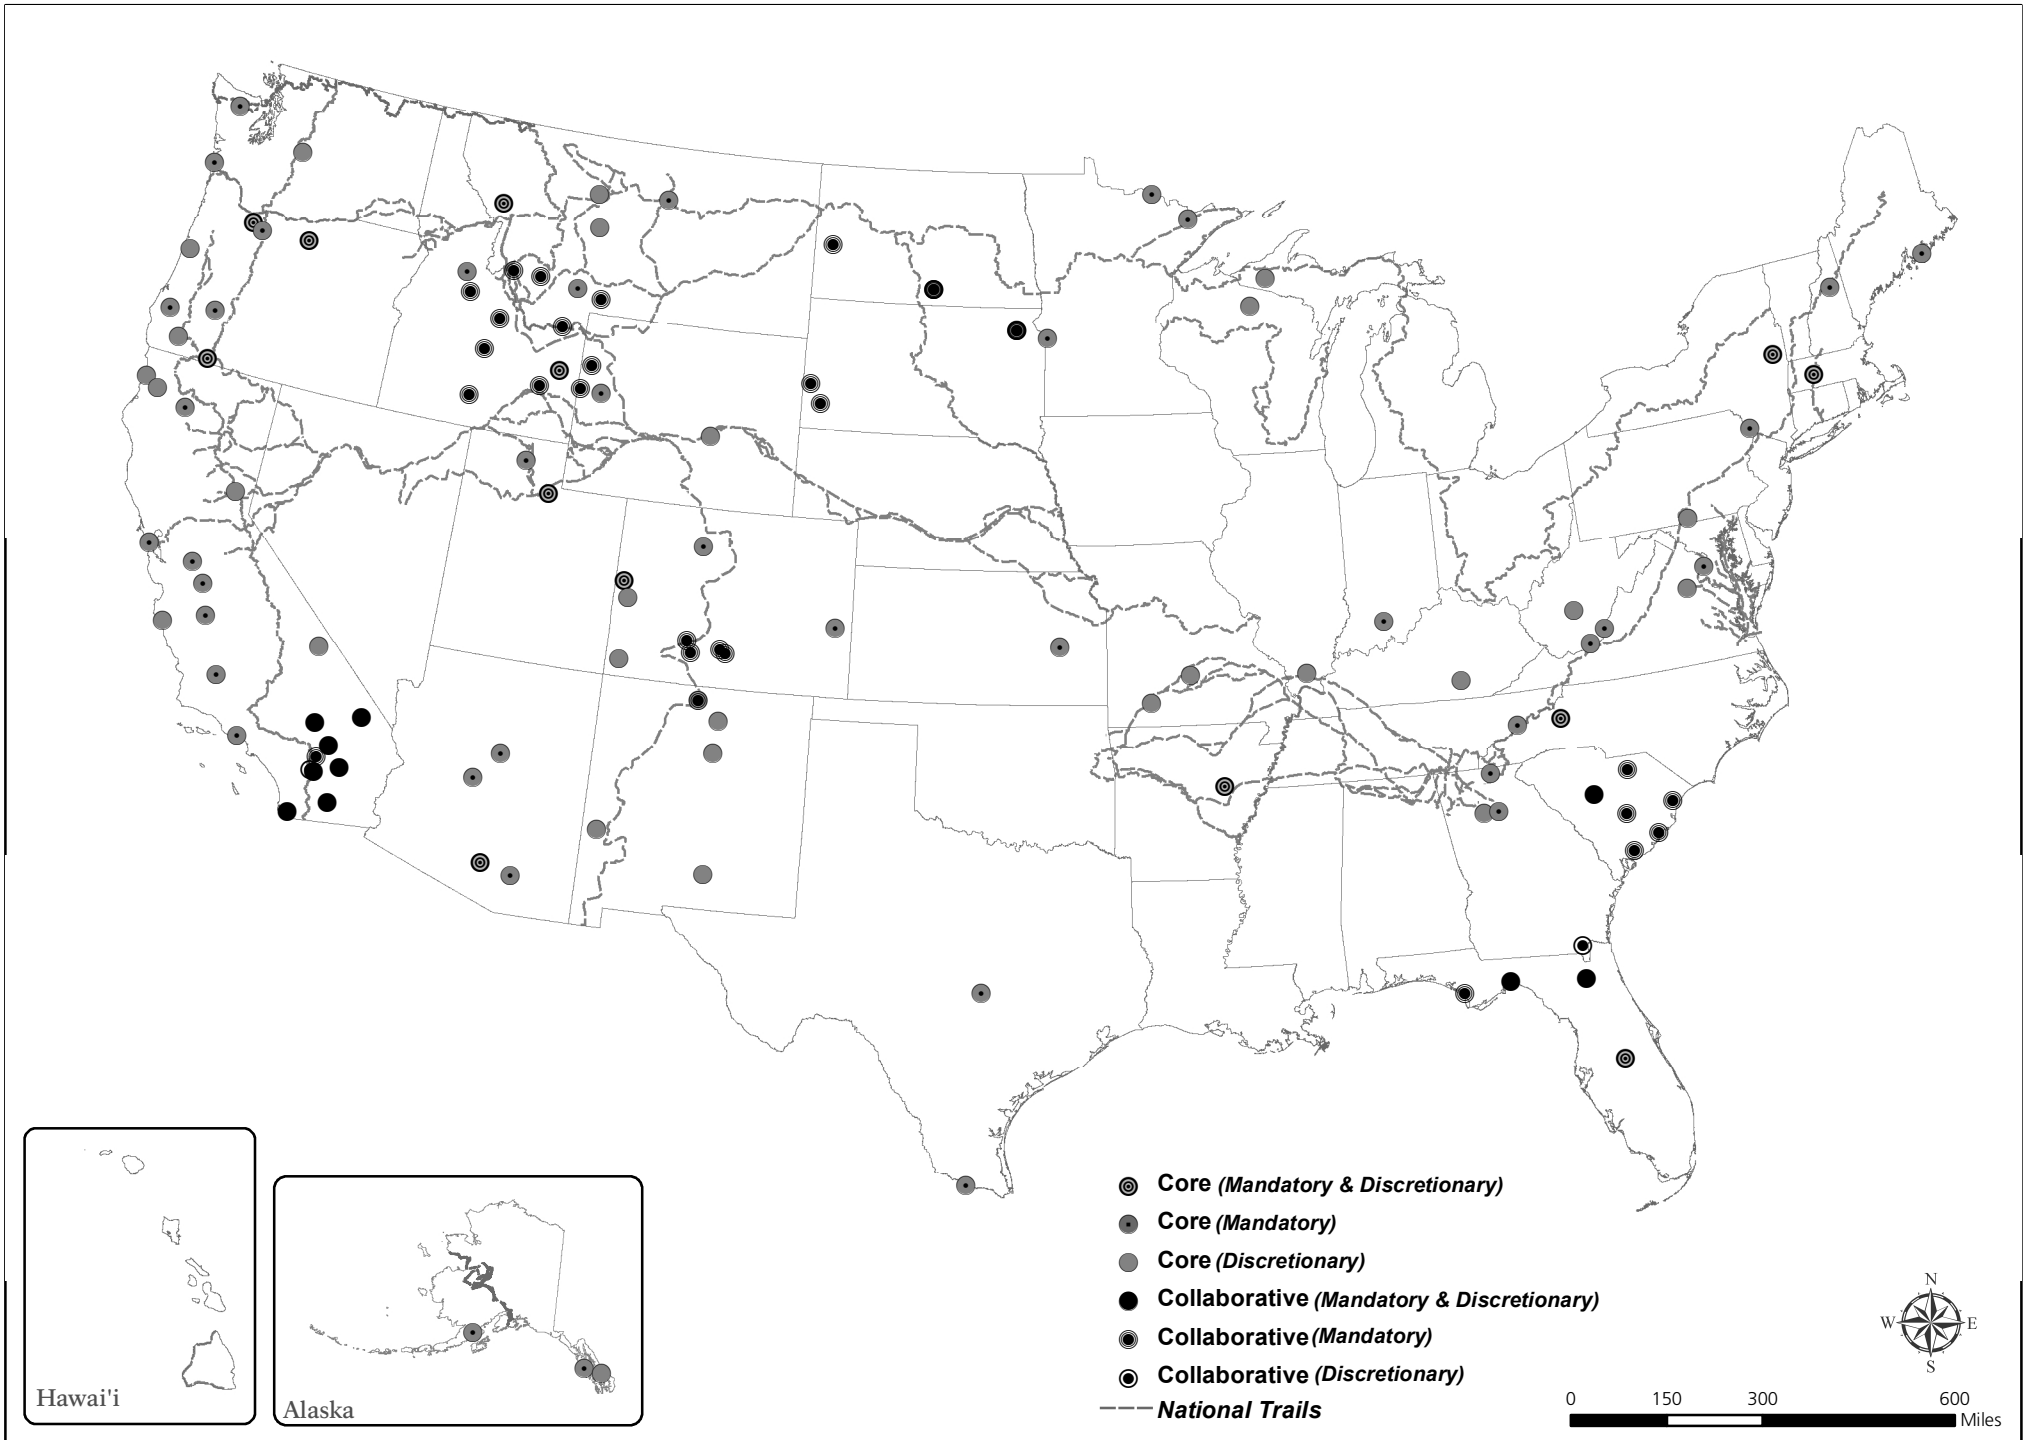 Core (Mandatory & Discretionary)
Core (Mandatory)
Core (Discretionary)
Collaborative (Mandatory & Discretionary)
Collaborative (Mandatory)
Collaborative (Discretionary)
National Trails
N
W E
S
0 150 300 600
Miles
Hawai'i
Alaska